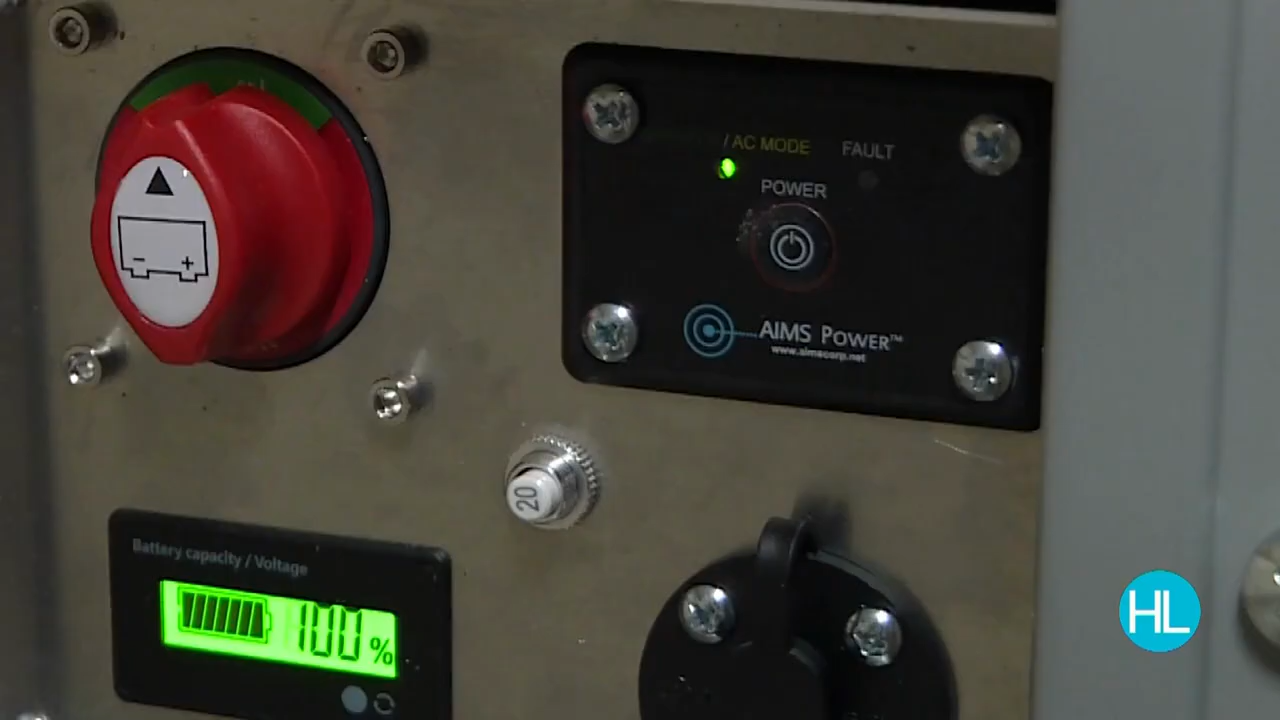 / AC MODE
FAULT
POWER
AIMS POWER™
www.aimscorp.net
20
Battery capacity / Voltage
100 %
HL